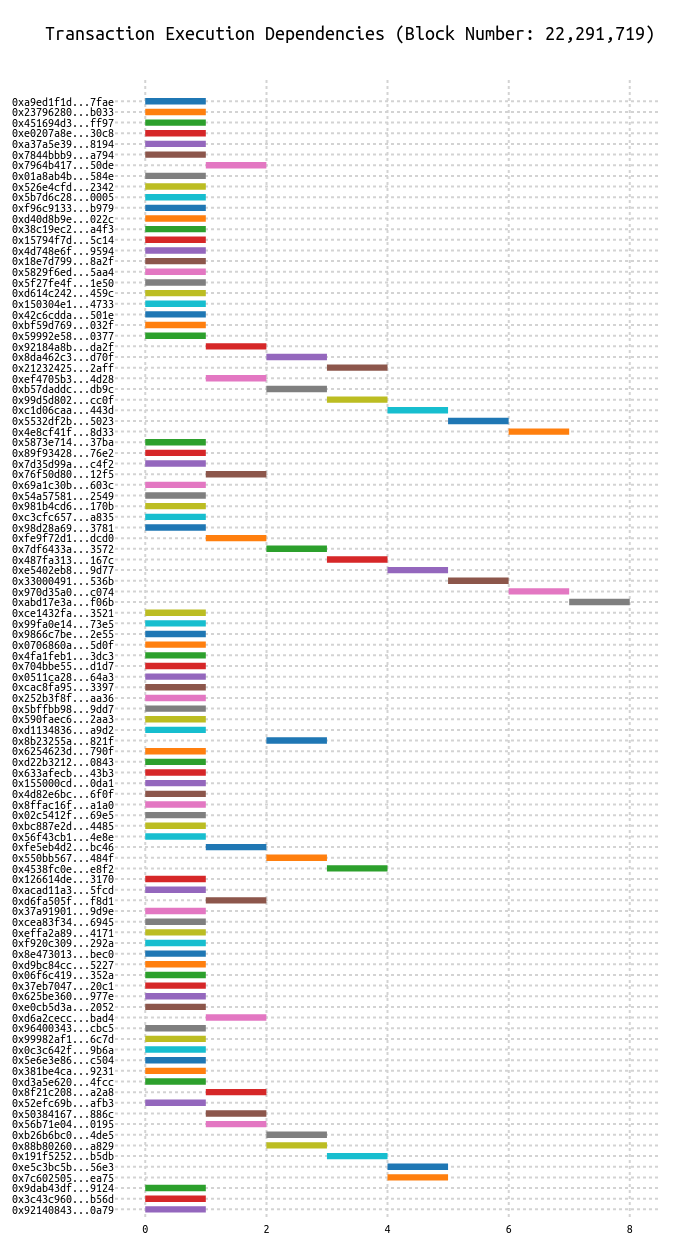 Transaction Execution Dependencies (Block Number: 22,291,719)
0xa9ed1f1d...7fae
0x23796280...b033
0x451694d3...ff97
0xe0207a8e...30c8
0xa37a5e39...8194
0x7844bbb9...a794
0x7964b417...50de
0x01a8ab4b...584e
0x526e4cfd...2342
0x5b7d6c28...0005
0xf96c9133...b979
0xd40d8b9e...022c
0x38c19ec2...a4f3
0x15794f7d...5c14
0x4d748e6f...9594
0x18e7d799...8a2f
0x5829f6ed...5aa4
0x5f27fe4f...1e50
0xd614c242...459c
0x150304e1...4733
0x42c6cdda...501e
0xbf59d769...032f
0x59992e58...0377
0x92184a8b...da2f
0x8da462c3...d70f
0x21232425...2aff
0xef4705b3...4d28
0xb57daddc...db9c
0x99d5d802...cc0f
0xc1d06caa...443d
0x5532df2b...5023
0x4e8cf41f...8d33
0x5873e714...37ba
0x89f93428...76e2
0x7d35d99a...c4f2
0x76f50d80...12f5
0x69a1c30b...603c
0x54a57581...2549
0x981b4cd6...170b
0xc3cfc657...a835
0x98d28a69...3781
0xfe9f72d1...dcd0
0x7df6433a...3572
0x487fa313...167c
0xe5402eb8...9d77
0x33000491...536b
0x970d35a0...c074
0xabd17e3a...f06b
0xce1432fa...3521
0x99fa0e14...73e5
0x9866c7be...2e55
0x0706860a...5d0f
0x4fa1feb1...3dc3
0x704bbe55...d1d7
0x0511ca28...64a3
0xcac8fa95...3397
0x252b3f8f...aa36
0x5bffbb98...9dd7
0x590faec6...2aa3
0xd1134836...a9d2
0x8b23255a...821f
0x6254623d...790f
0xd22b3212...0843
0x633afecb...43b3
0x155000cd...0da1
0x4d82e6bc...6f0f
0x8ffac16f...a1a0
0x02c5412f...69e5
0xbc887e2d...4485
0x56f43cb1...4e8e
0xfe5eb4d2...bc46
0x550bb567...484f
0x4538fc0e...e8f2
0x126614de...3170
0xacad11a3...5fcd
0xd6fa505f...f8d1
0x37a91901...9d9e
0xcea83f34...6945
0xeffa2a89...4171
0xf920c309...292a
0x8e473013...bec0
0xd9bc84cc...5227
0x06f6c419...352a
0x37eb7047...20c1
0x625be360...977e
0xe0cb5d3a...2052
0xd6a2cecc...bad4
0x96400343...cbc5
0x99982af1...6c7d
0x0c3c642f...9b6a
0x5e6e3e86...c504
0x381be4ca...9231
0xd3a5e620...4fcc
0x8f21c208...a2a8
0x52efc69b...afb3
0x50384167...886c
0x56b71e04...0195
0xb26b6bc0...4de5
0x88b80260...a829
0x191f5252...b5db
0xe5c3bc5b...56e3
0x7c602505...ea75
0x9dab43df...9124
0x3c43c960...b56d
0x92140843...0a79
0 2 4 6 8